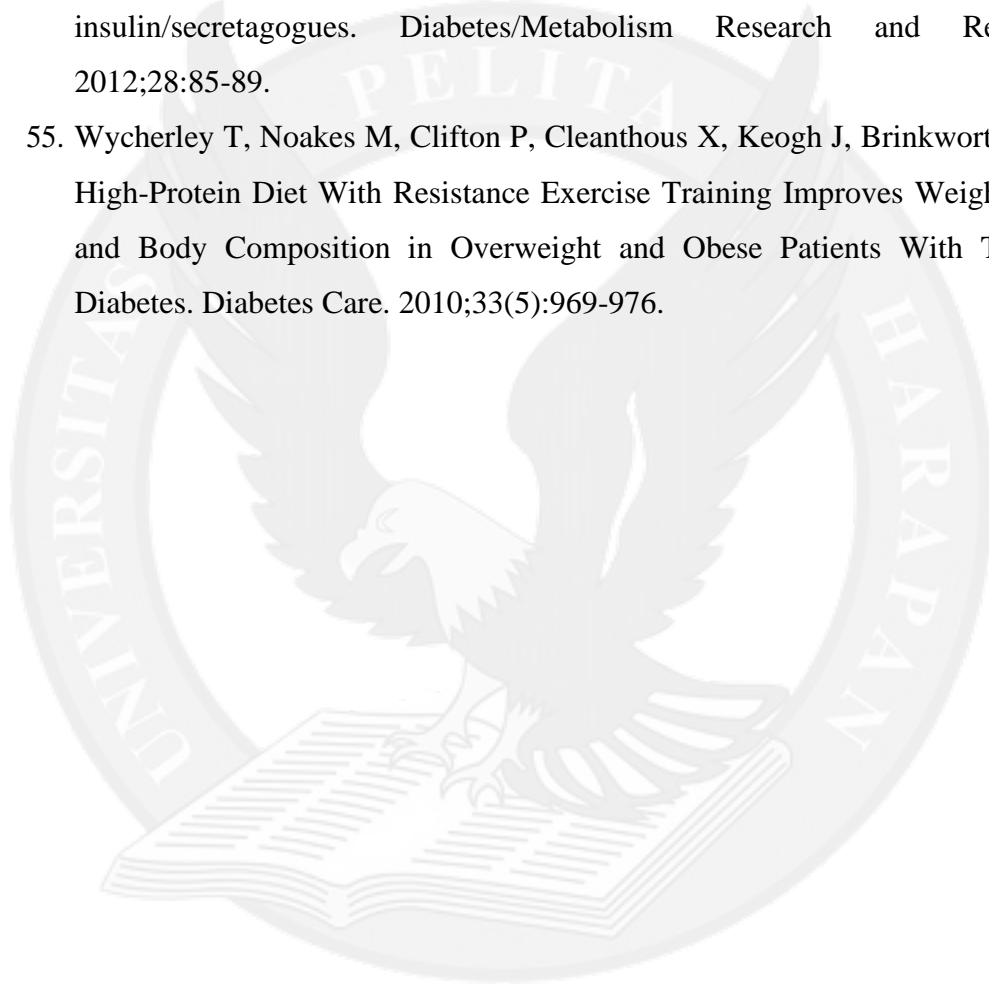 insulin/secretagogues. Diabetes/Metabolism Research and Re
2012;28:85-89.
55. Wycherley T, Noakes M, Clifton P, Cleanthous X, Keogh J, Brinkwort
High-Protein Diet With Resistance Exercise Training Improves Weigh
and Body Composition in Overweight and Obese Patients With T
Diabetes. Diabetes Care. 2010;33(5):969-976.
UNIVERSITAS PELITA HARAPAN